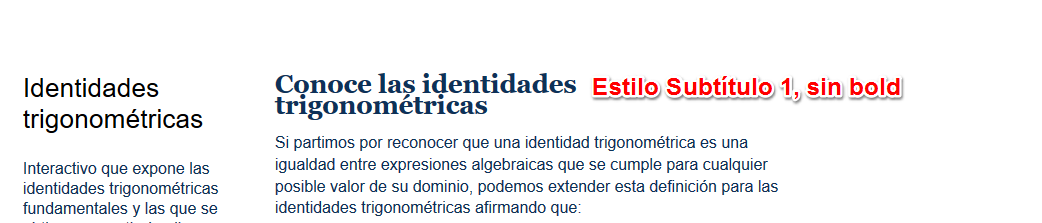 Identidades
trigonométricas
Interactivo que expone las
identidades trigonométricas
fundamentales y las que se
Conoce las identidades
trigonométricas
Estilo Subtítulo 1, sin bold
Si partimos por reconocer que una identidad trigonométrica es una
igualdad entre expresiones algebraicas que se cumple para cualquier
posible valor de su dominio, podemos extender esta definición para las
identidades trigonométricas afirmando que: